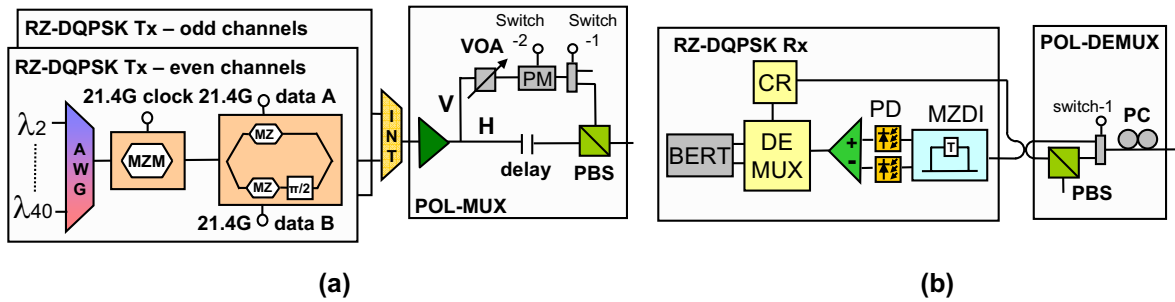 RZ-DQPSK Tx – odd channels
RZ-DQPSK Tx – even channels
21.4G clock 21.4G data A
λ2
λ40
AWG
MZM
MZ
MZ
π/2
21.4G data B
INT
Switch
-2
Switch
-1
VOA
PM
V
H
delay
PBS
POL-MUX
(a)
RZ-DQPSK Rx
CR
PD
MZDI
BERT
DE
MUX
+
-
T
POL-DEMUX
switch-1
PC
PBS
(b)